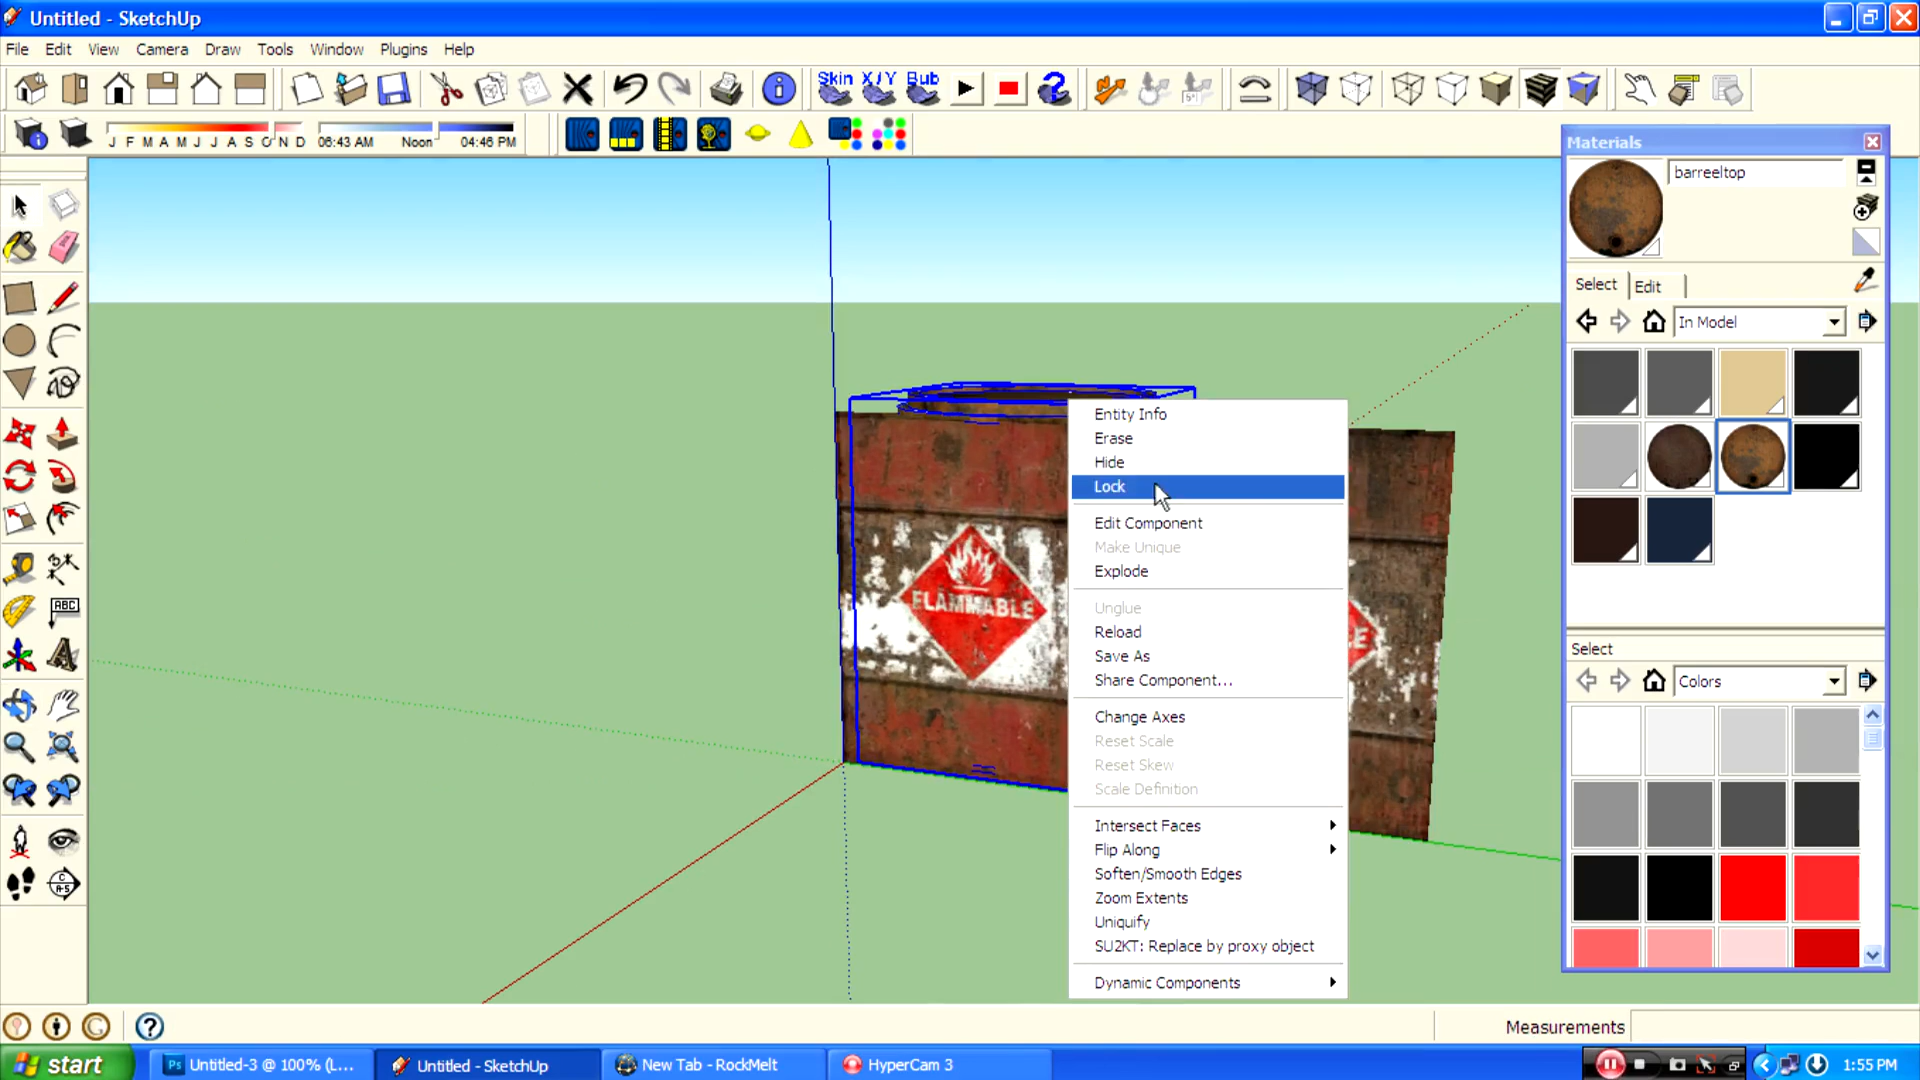 Untitled - SketchUp
File Edit View Camera Draw Tools Window Plugins Help
Skin X/Y Bub
J F M A M J J A S O N D 06:43 AM Noon 04:46 PM
Materials
barreeltop
Select Edit
In Model
Entity Info
Erase
Hide
Lock
Edit Component
Make Unique
Explode
Unglue
Reload
Save As
Share Component...
Change Axes
Reset Scale
Reset Skew
Scale Definition
Intersect Faces
Flip Along
Soften/Smooth Edges
Zoom Extents
Uniquify
SU2KT: Replace by proxy object
Dynamic Components
FLAMMABLE
LE
ABC
Select
Colors
Measurements
start
Ps Untitled-3 @ 100% (L...
Untitled - SketchUp
New Tab - RockMelt
HyperCam 3
1:55 PM